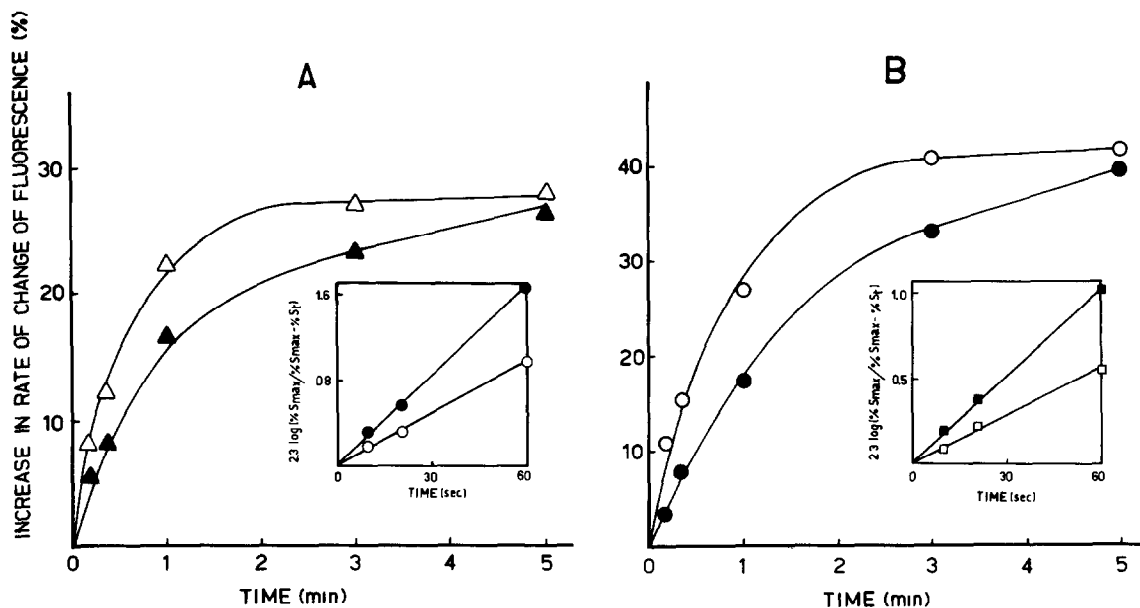 INCREASE IN RATE OF CHANGE OF FLUORESCENCE (%)
A
30
20
10
0
0 1 2 3 4 5
TIME (min)
2·3 log(% Smax/% Smax - % St)
1·6
0·8
30 60
TIME (sec)
B
40
30
20
10
0
0 1 2 3 4 5
TIME (min)
2·3 log(% Smax/% Smax - % St)
1·0
0·5
30 60
TIME (sec)